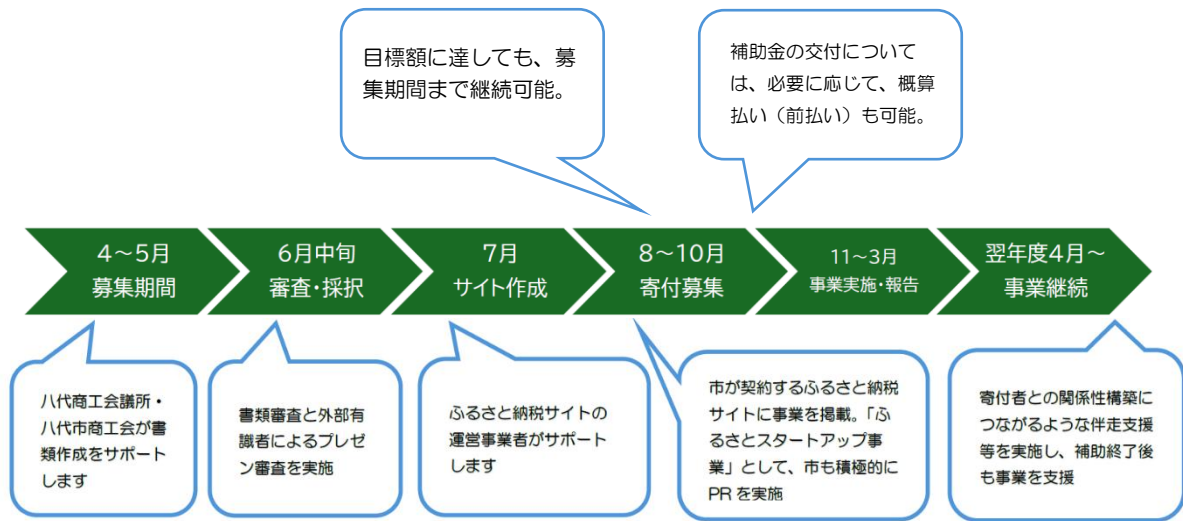 目標額に達しても、募
集期間まで継続可能。
補助金の交付について
は、必要に応じて、概算
払い（前払い）も可能。
4～5月
募集期間
6月中旬
審査・採択
7月
サイト作成
8～10月
寄付募集
11～3月
事業実施・報告
翌年度4月～
事業継続
八代商工会議所・
八代市商工会が書
類作成をサポート
します
書類審査と外部有
識者によるプレゼ
ン審査を実施
ふるさと納税サイトの
運営事業者がサポート
します
市が契約するふるさと納税
サイトに事業を掲載。「ふ
るさとスタートアップ事
業」として、市も積極的に
PR を実施
寄付者との関係性構築に
つながるような伴走支援
等を実施し、補助終了後
も事業を支援